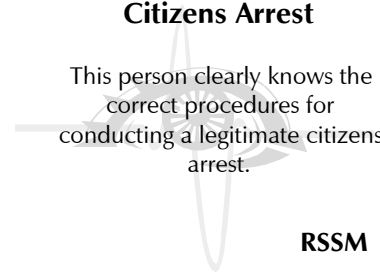 Citizens Arrest
This person clearly knows the
correct procedures for
conducting a legitimate citizens
arrest.
RSSM